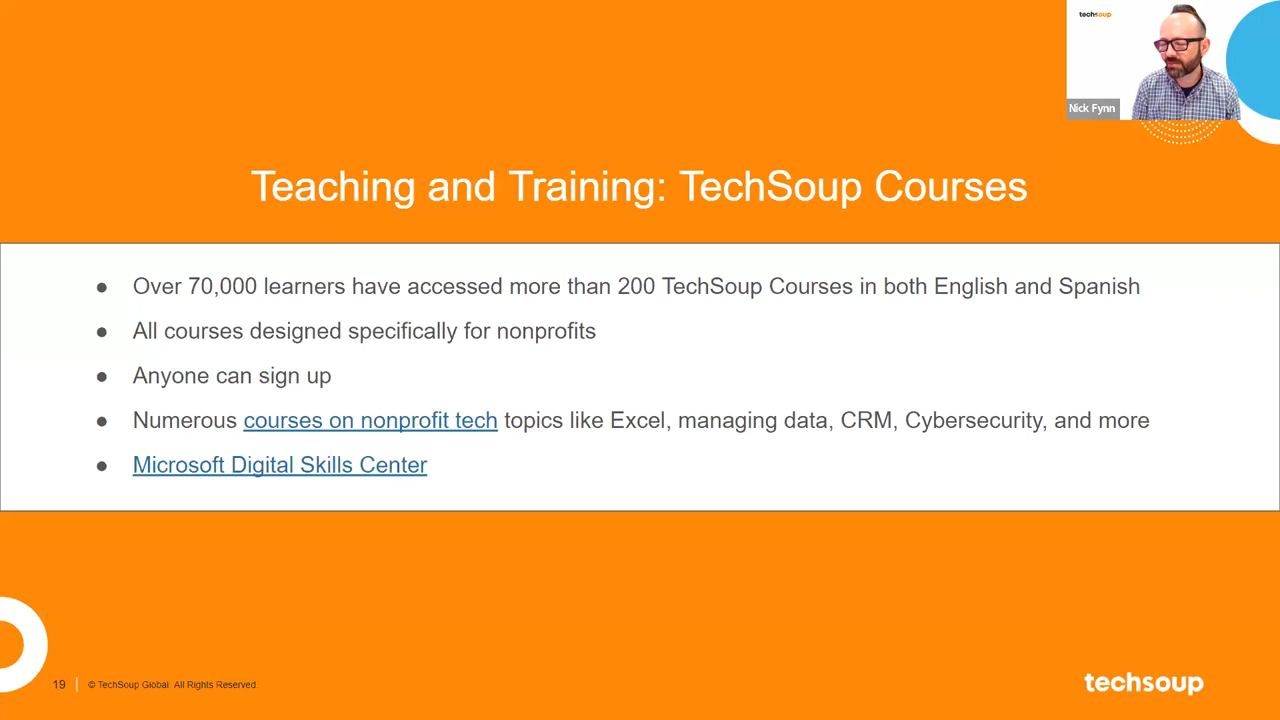 techsoup
Nick Fynn
Teaching and Training: TechSoup Courses
● Over 70,000 learners have accessed more than 200 TechSoup Courses in both English and Spanish
● All courses designed specifically for nonprofits
● Anyone can sign up
● Numerous courses on nonprofit tech topics like Excel, managing data, CRM, Cybersecurity, and more
● Microsoft Digital Skills Center
19 | © TechSoup Global. All Rights Reserved.
techsoup